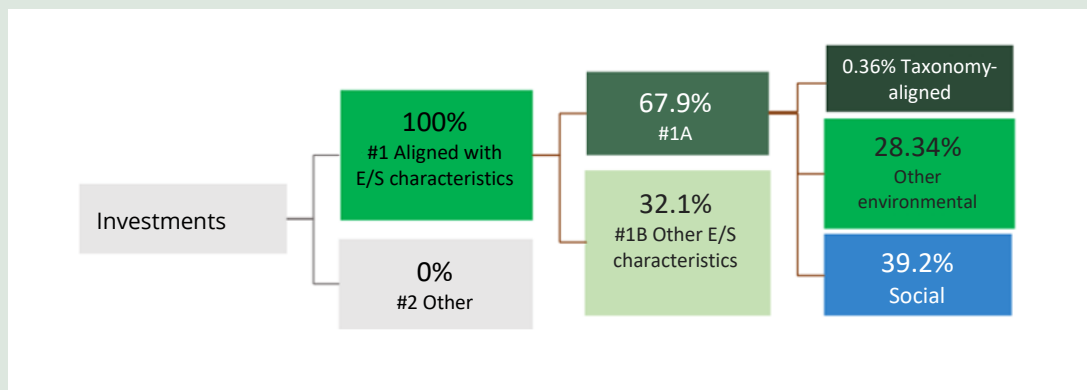 Investments
100%
#1 Aligned with
E/S characteristics
0%
#2 Other
67.9%
#1A
32.1%
#1B Other E/S
characteristics
0.36% Taxonomy-
aligned
28.34%
Other
environmental
39.2%
Social